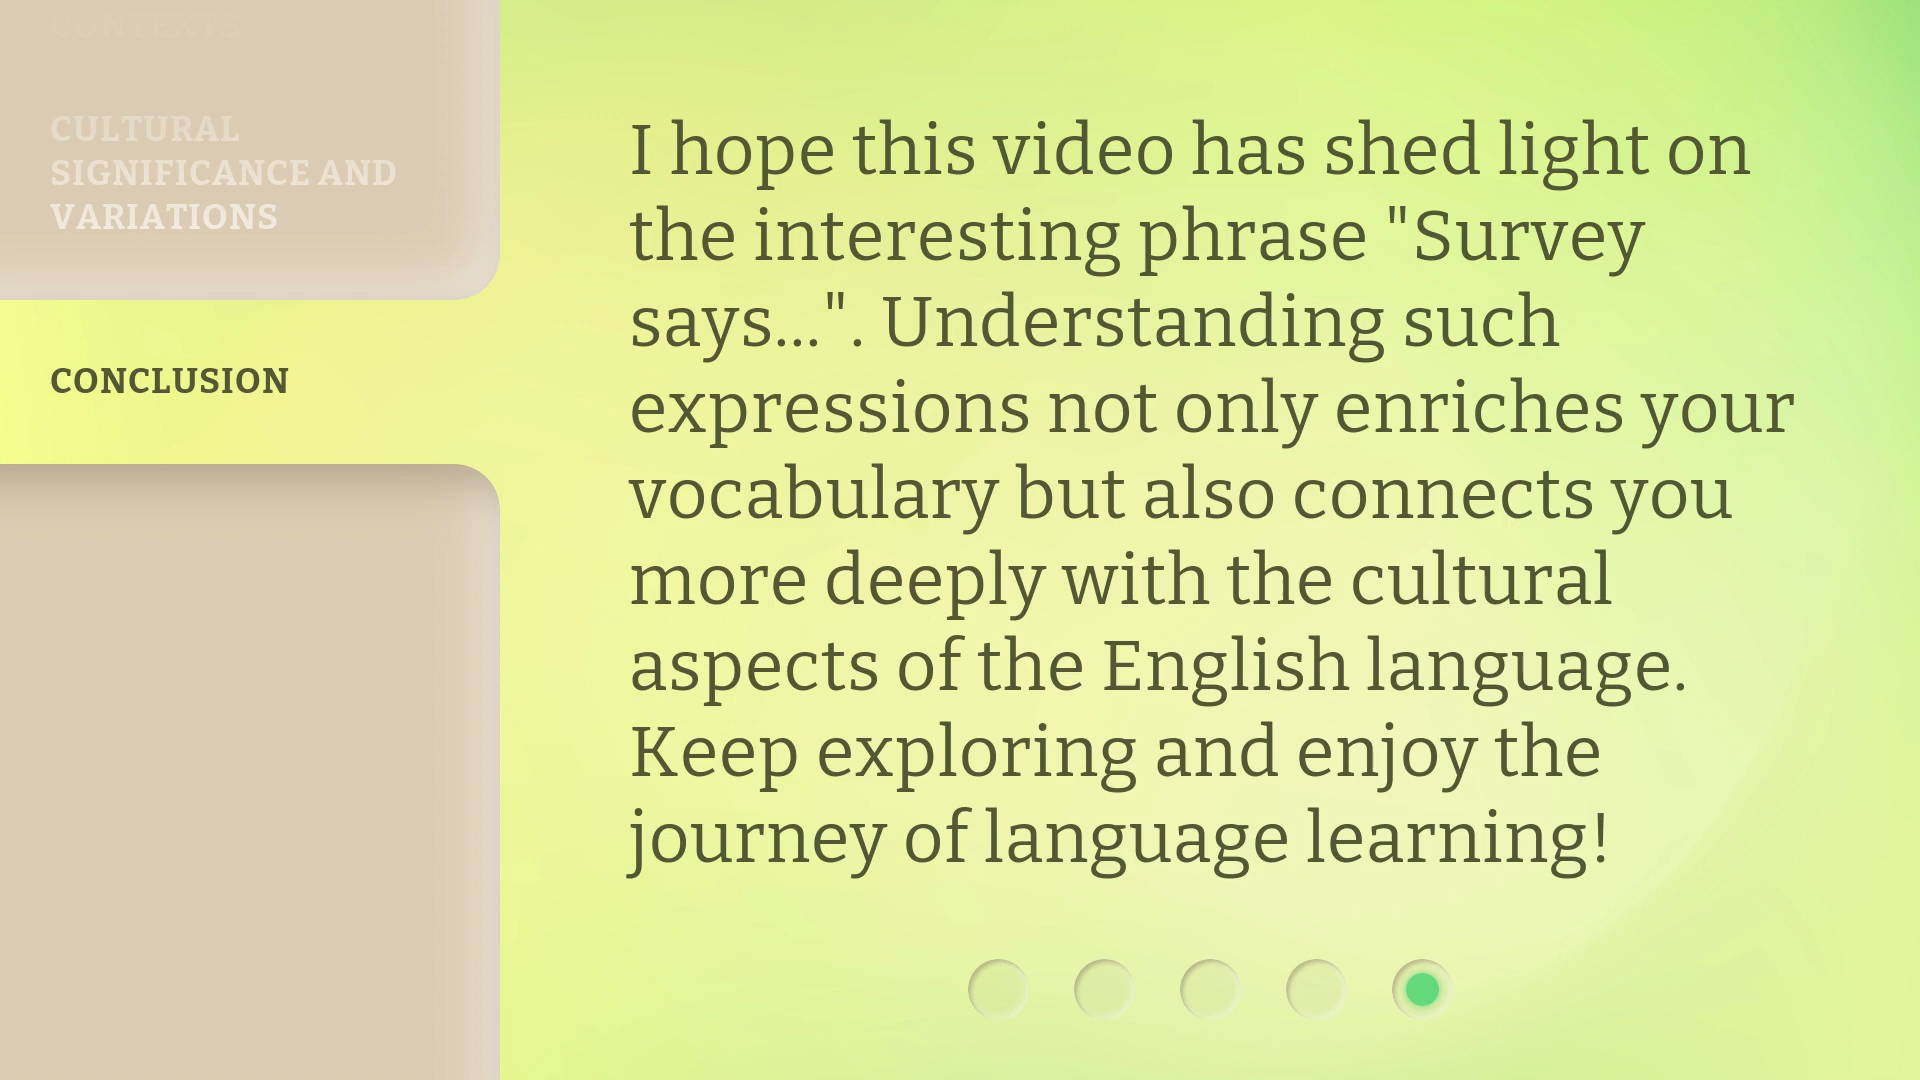 CONTEXTS
CULTURAL
SIGNIFICANCE AND
VARIATIONS
CONCLUSION
I hope this video has shed light on
the interesting phrase "Survey
says...". Understanding such
expressions not only enriches your
vocabulary but also connects you
more deeply with the cultural
aspects of the English language.
Keep exploring and enjoy the
journey of language learning!